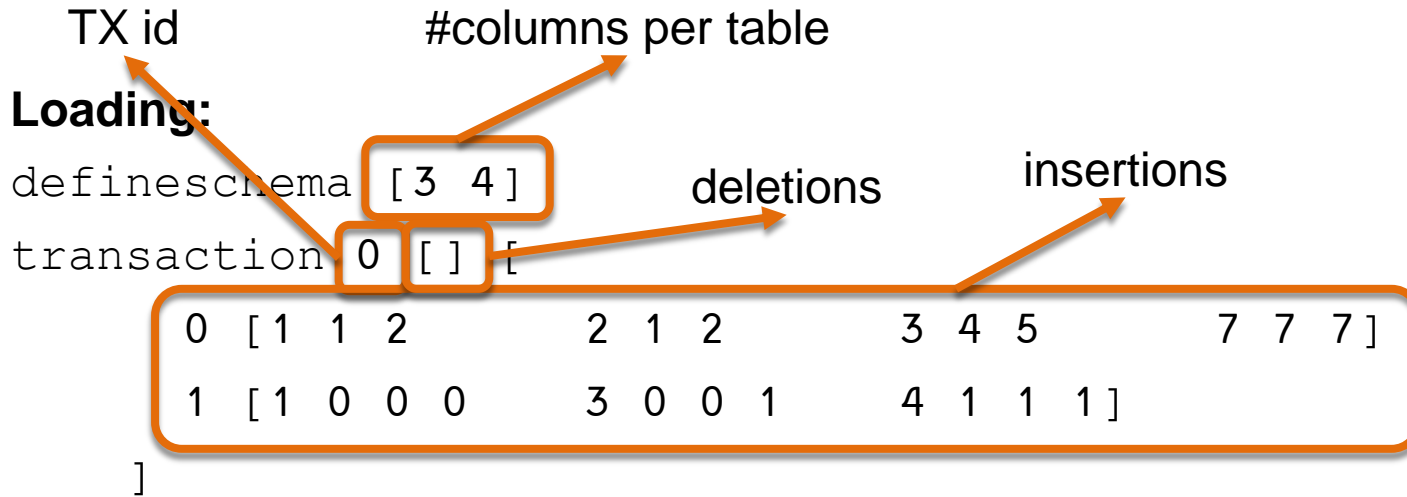 TX id #columns per table
Loading:
defineschema [3 4]
deletions insertions
transaction 0 [] [
0 [1 1 2 2 1 2 3 4 5 7 7 7]
1 [1 0 0 0 3 0 0 1 4 1 1 1]
]